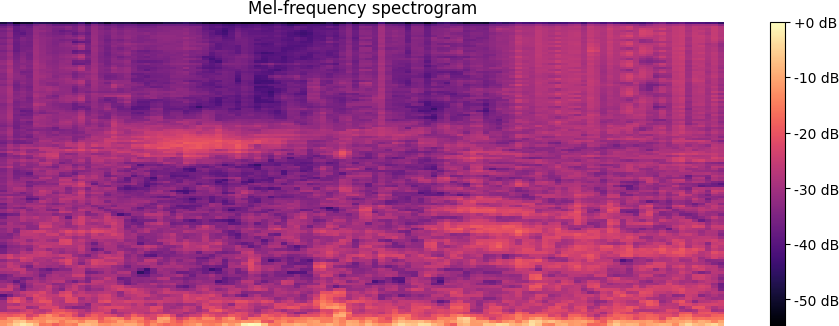 Mel-frequency spectrogram
+0 dB
-10 dB
-20 dB
-30 dB
-40 dB
-50 dB